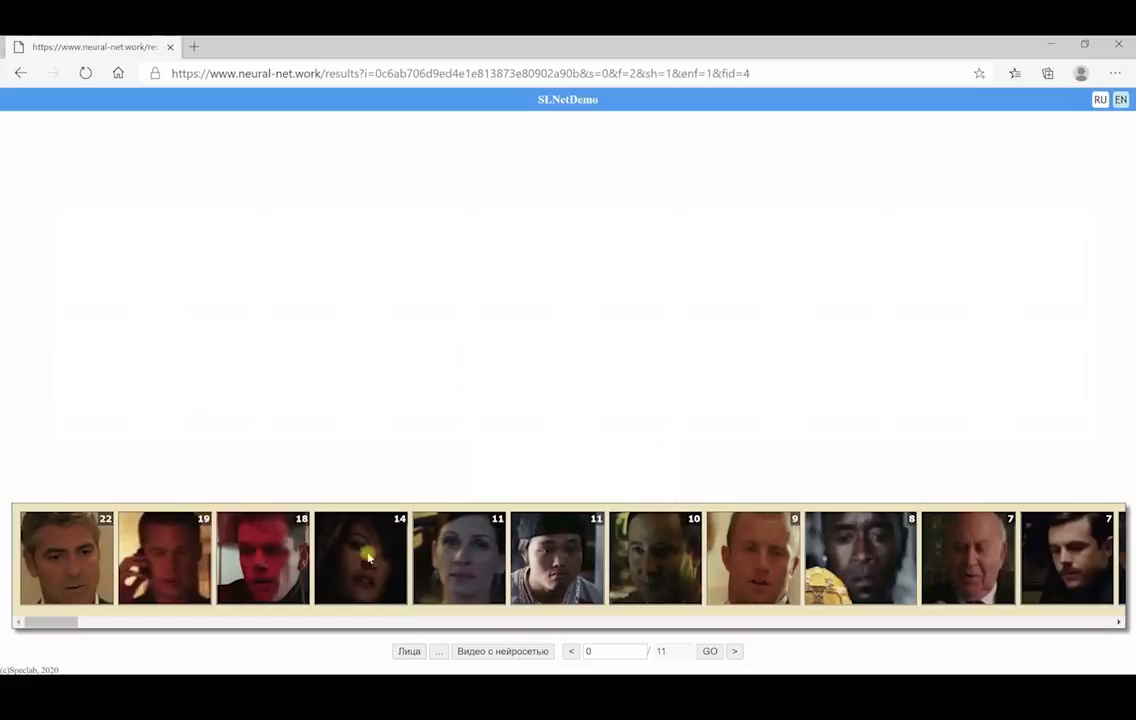 https://www.neural-net.work/res
https://www.neural-net.work/results?i=0c6ab706d9ed4e1e813873e80902a90b&s=0&f=2&sh=1&enf=1&fid=4
SLNetDemo
RU EN
22 19 18 14 11 11 10 9 8 7 7
Лица ... Видео с нейросетью < 0 / 11 GO >
(c)Speclab, 2020